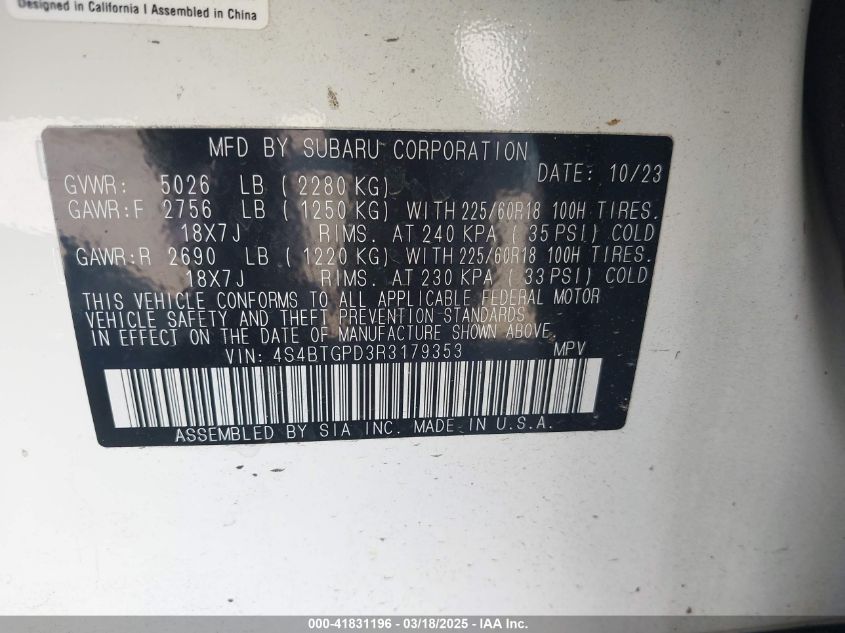 Designed in California | Assembled in China
MFD BY SUBARU CORPORATION
DATE: 10/23
GVWR: 5026 LB ( 2280 KG)
GAWR:F 2756 LB ( 1250 KG) WITH 225/60R18 100H TIRES.
18X7J RIMS. AT 240 KPA ( 35 PSI) COLD
GAWR:R 2690 LB ( 1220 KG) WITH 225/60R18 100H TIRES.
18X7J RIMS. AT 230 KPA ( 33 PSI) COLD
THIS VEHICLE CONFORMS TO ALL APPLICABLE FEDERAL MOTOR
VEHICLE SAFETY AND THEFT PREVENTION STANDARDS
IN EFFECT ON THE DATE OF MANUFACTURE SHOWN ABOVE.
VIN: 4S4BTGPD3R3179353 MPV
ASSEMBLED BY SIA INC. MADE IN U.S.A.
000-41831196 - 03/18/2025 - IAA Inc.